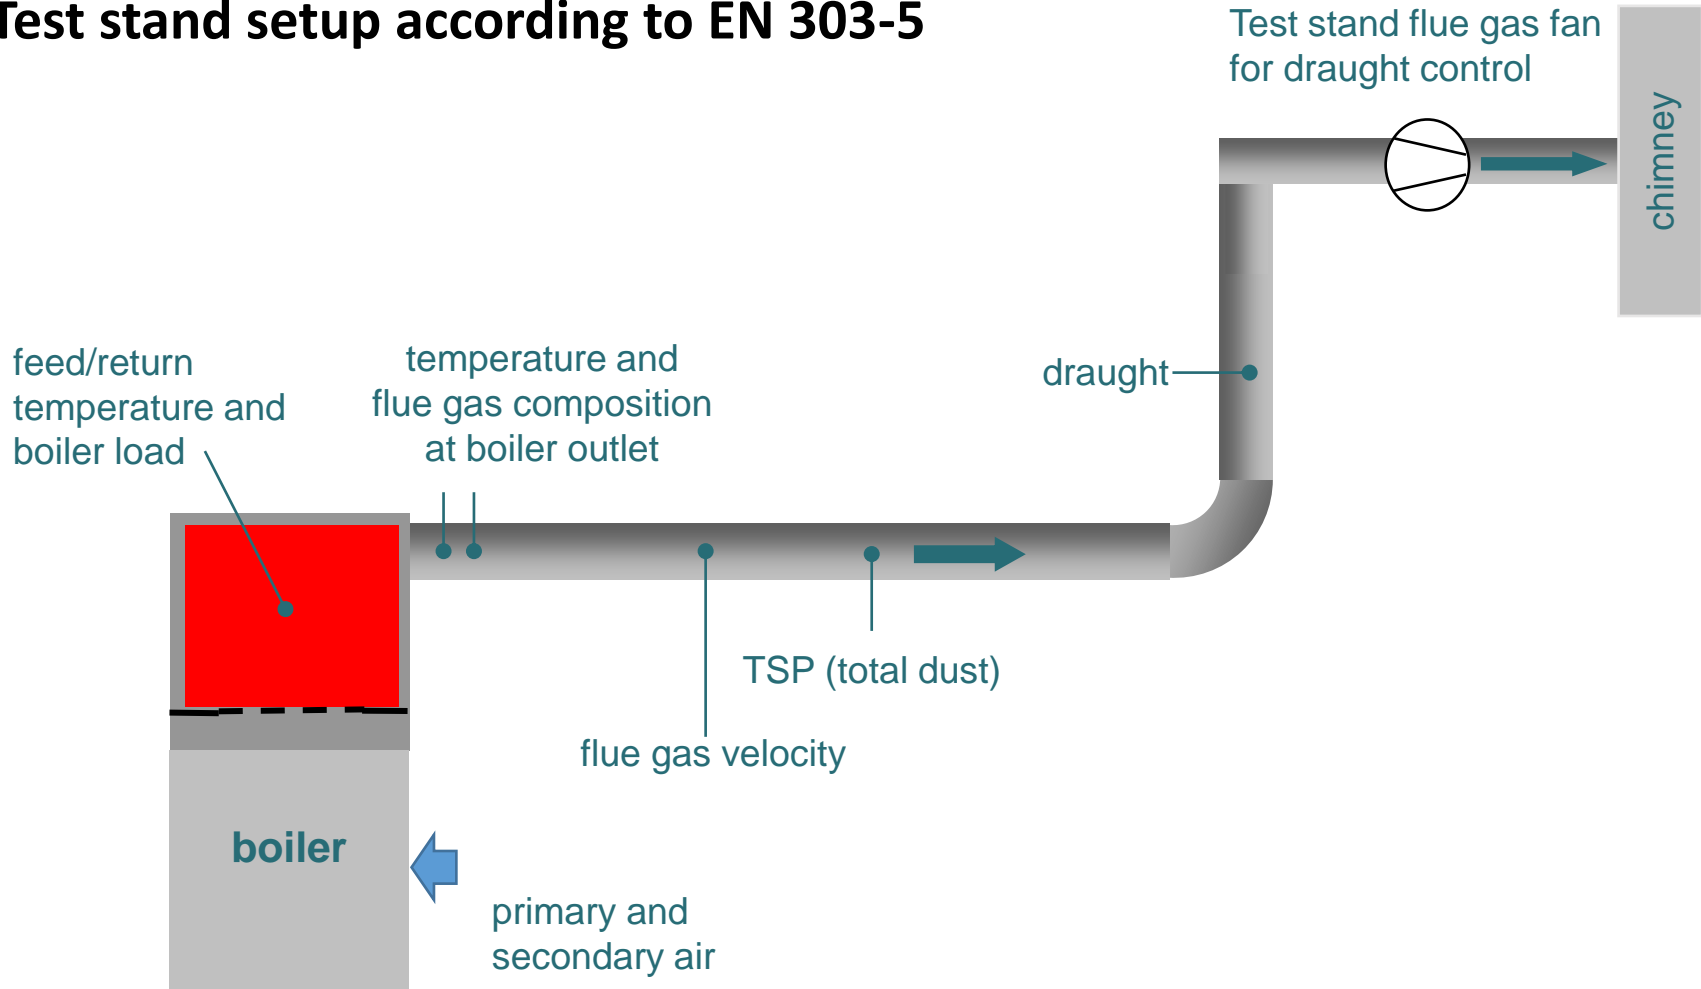 Test stand setup according to EN 303-5
Test stand flue gas fan
for draught control
chimney
feed/return
temperature and
boiler load
temperature and
flue gas composition
at boiler outlet
draught
TSP (total dust)
flue gas velocity
boiler
primary and
secondary air